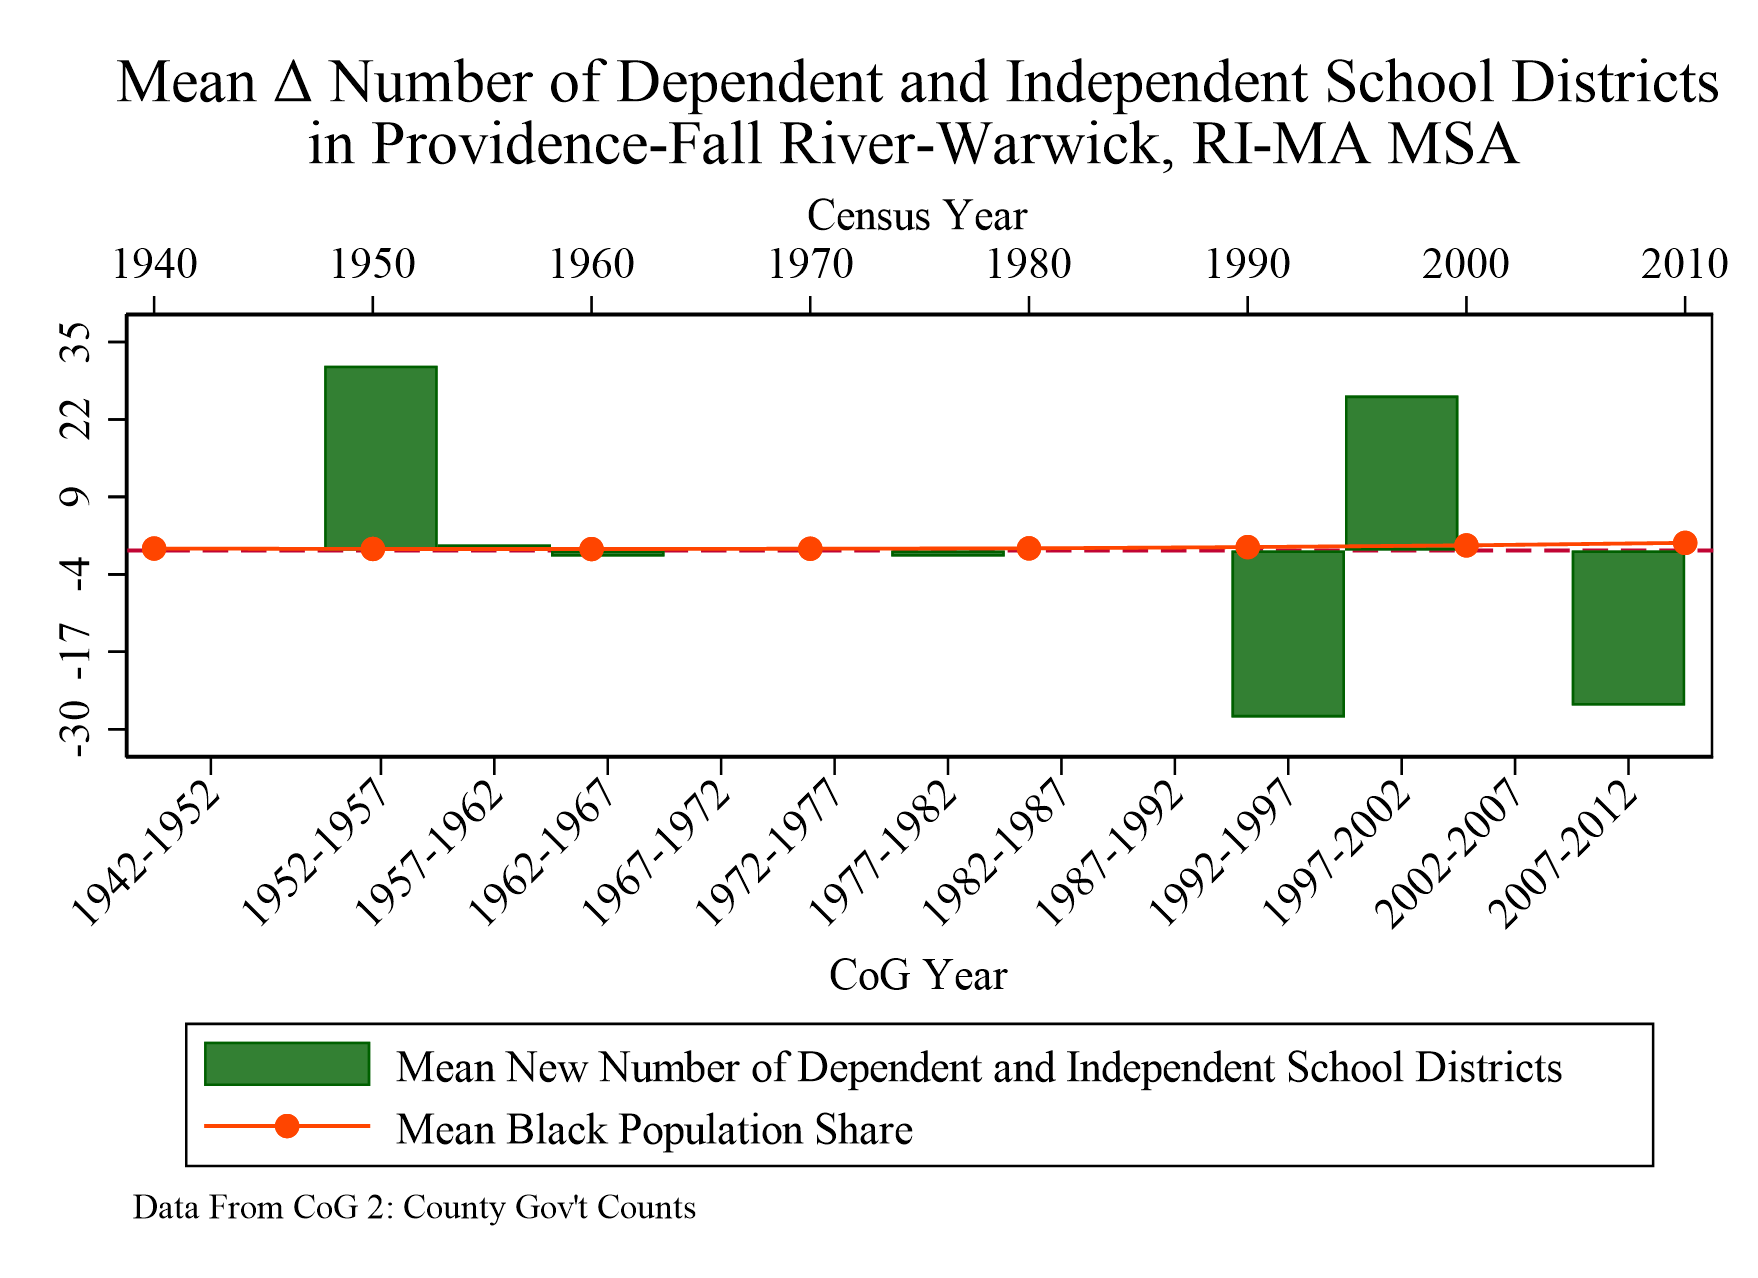 Mean Δ Number of Dependent and Independent School Districts
in Providence-Fall River-Warwick, RI-MA MSA
Census Year
1940 1950 1960 1970 1980 1990 2000 2010
35
22
9
-4
-17
-30
1942-1952 1952-1957 1957-1962 1962-1967 1967-1972 1972-1977 1977-1982 1982-1987 1987-1992 1992-1997 1997-2002 2002-2007 2007-2012
CoG Year
Mean New Number of Dependent and Independent School Districts
Mean Black Population Share
Data From CoG 2: County Gov't Counts